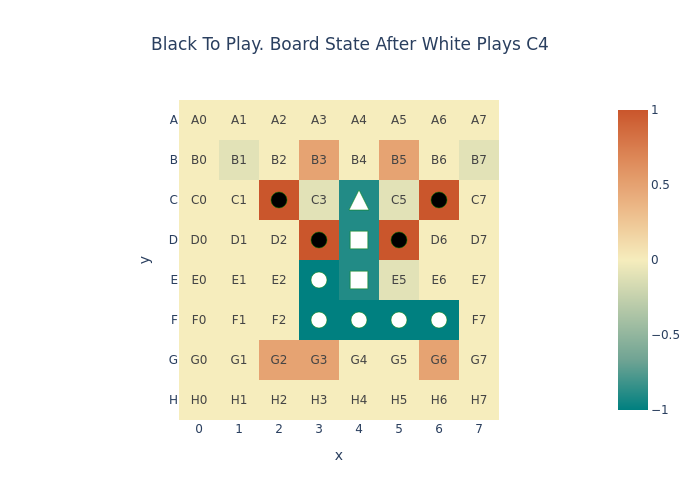 Black To Play. Board State After White Plays C4
A A0 A1 A2 A3 A4 A5 A6 A7
B B0 B1 B2 B3 B4 B5 B6 B7
C C0 C1 C3 C5 C7
D D0 D1 D2 D6 D7
E E0 E1 E2 E5 E6 E7
F F0 F1 F2 F7
G G0 G1 G2 G3 G4 G5 G6 G7
H H0 H1 H2 H3 H4 H5 H6 H7
0 1 2 3 4 5 6 7
x
y
1
0.5
0
−0.5
−1